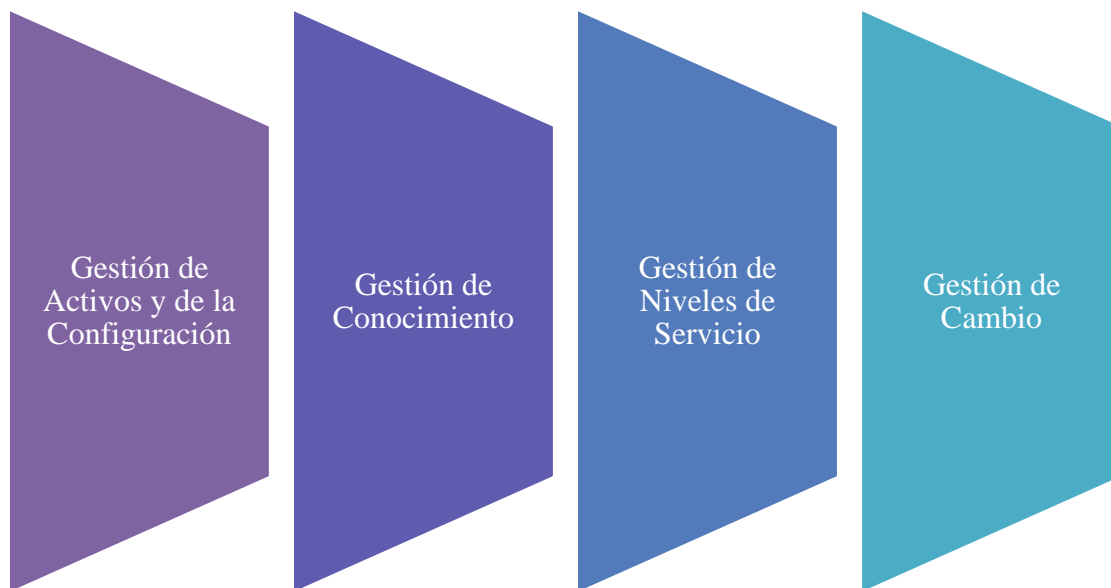 Gestión de
Activos y de la
Configuración
Gestión de
Conocimiento
Gestión de
Niveles de
Servicio
Gestión de
Cambio